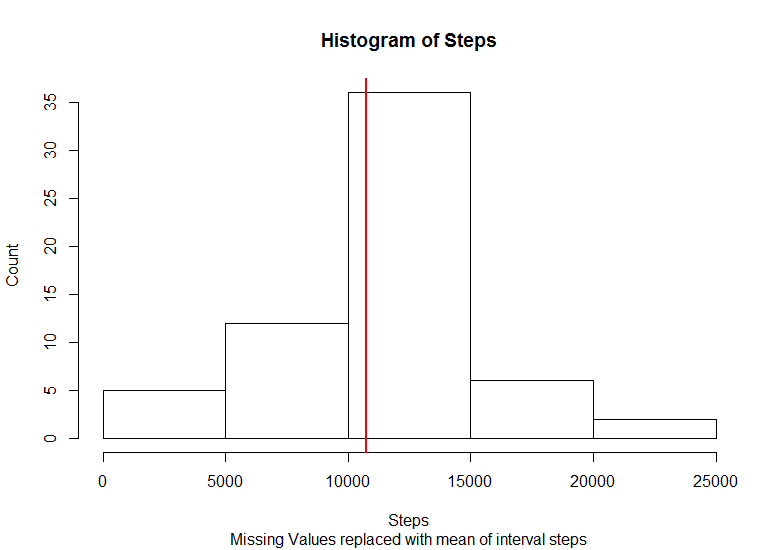 Histogram of Steps
Count
35
30
25
20
15
10
5
0
0 5000 10000 15000 20000 25000
Steps
Missing Values replaced with mean of interval steps